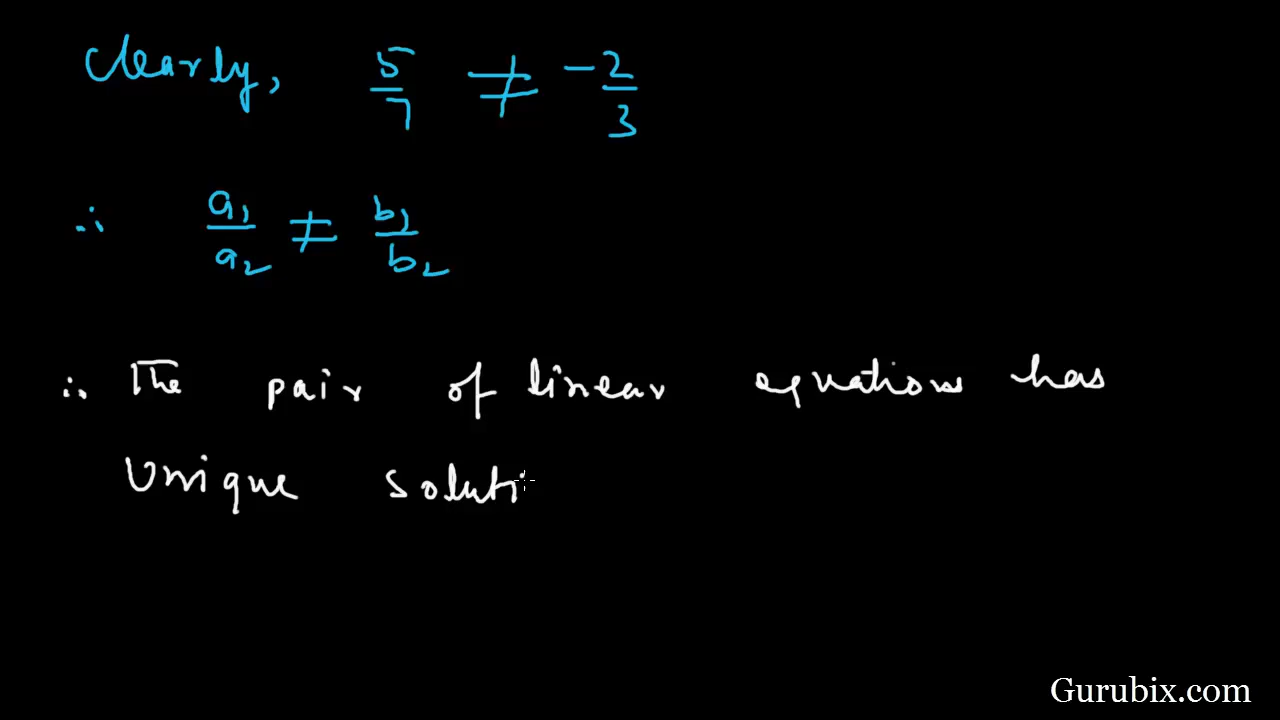 Clearly, 5/7 ≠ -2/3
∴ a₁/a₂ ≠ b₁/b₂
∴ The pair of linear equations has
Unique soluti
Gurubix.com